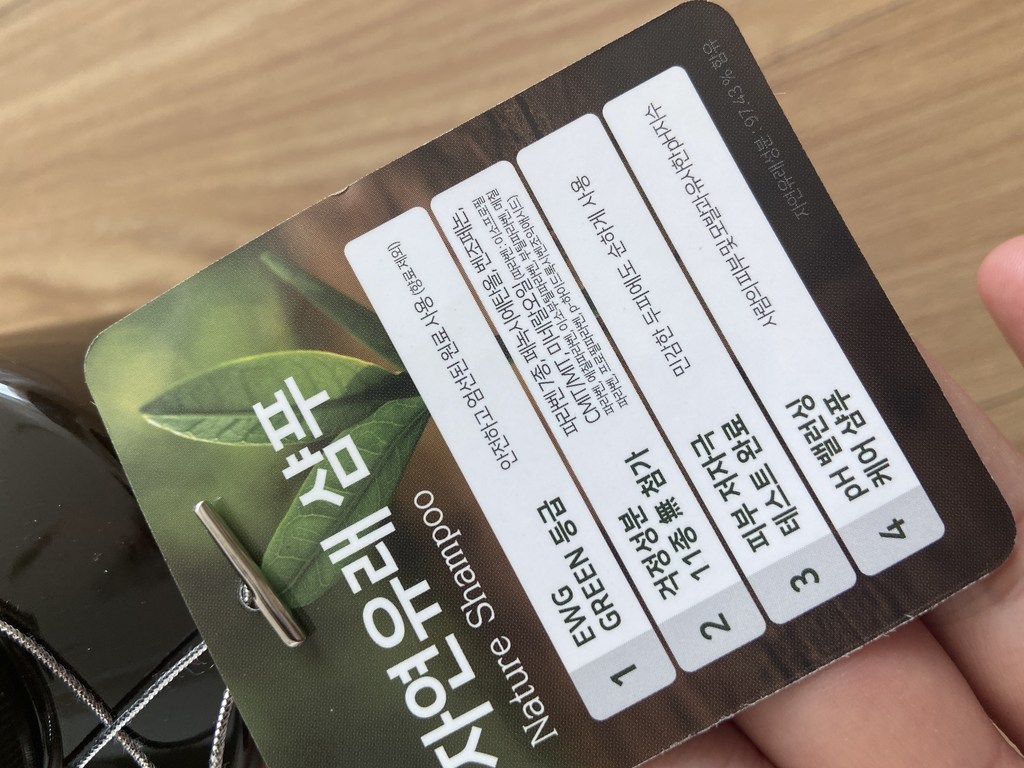 자연유래 샴푸
Nature Shampoo
1
EWG
GREEN 등급
안전하고 엄선된 원료 사용 (향료 제외)
2
걱정성분
11종 無 첨가
파라벤 7종, 페녹시에탄올, 벤조페논,
CMIT/MIT, 미네랄오일
3
피부 자극
테스트 완료
민감한 두피에도 순하게 사용
4
pH 밸런싱
케어 샴푸
사람의 피부 및 모발과 유사한 pH 지수
자연유래성분 : 97.43 % 함유